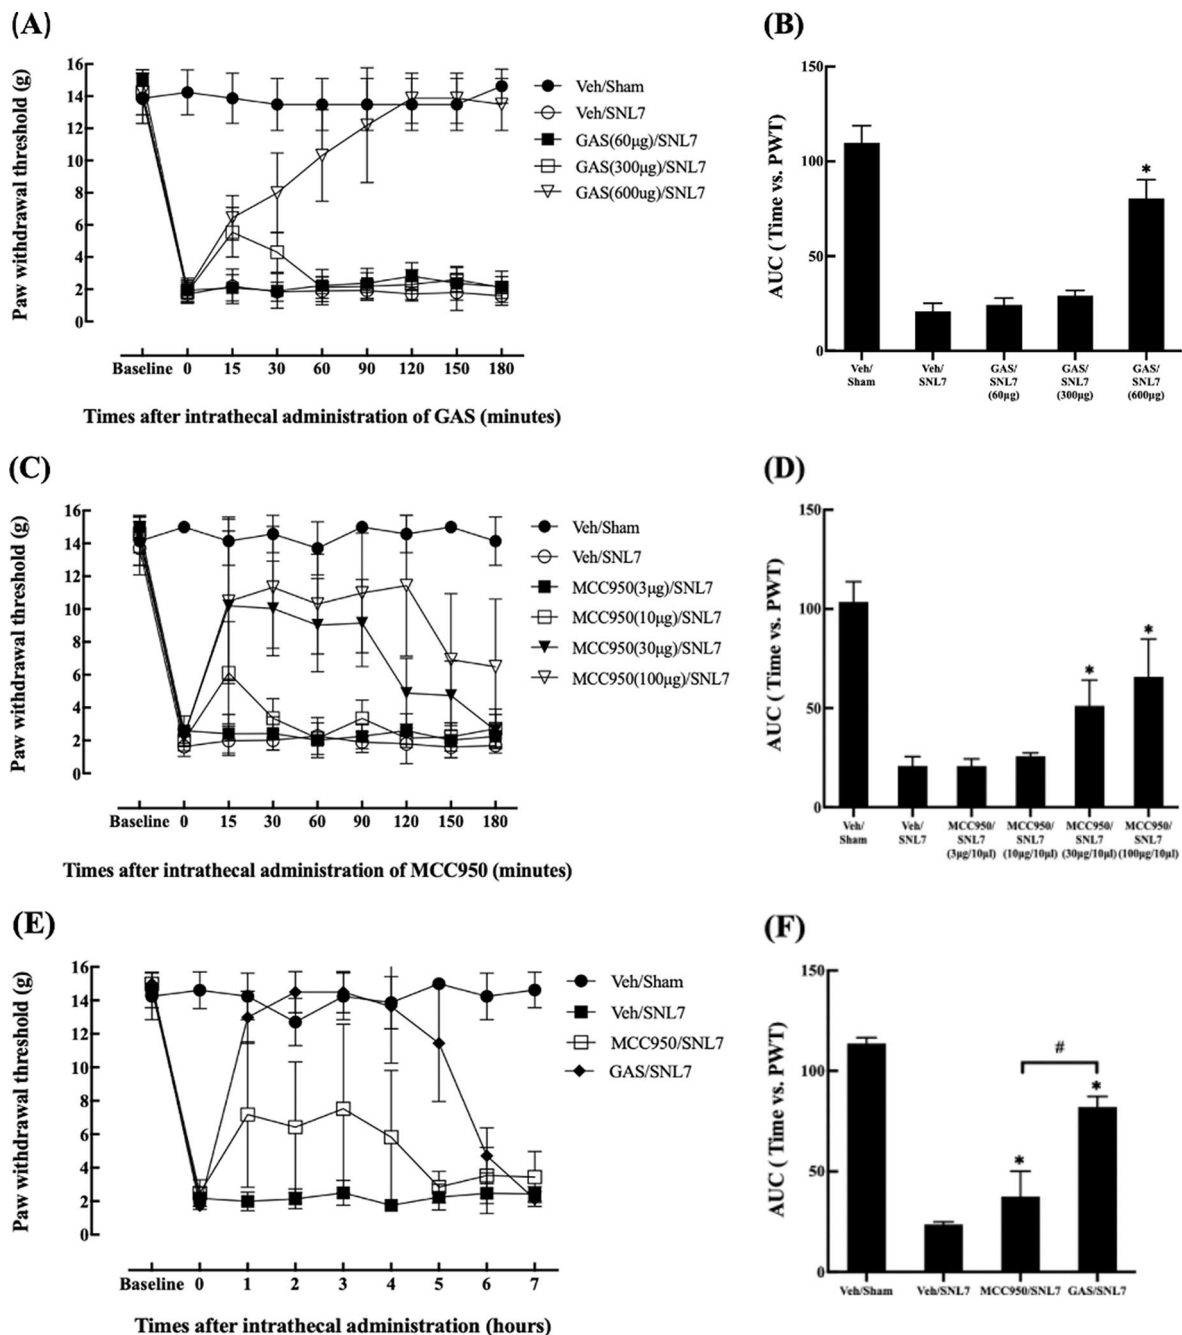 (A)
Paw withdrawal threshold (g)
16
14
12
10
8
6
4
2
0
Baseline 0 15 30 60 90 120 150 180
Times after intrathecal administration of GAS (minutes)
Veh/Sham
Veh/SNL7
GAS(60μg)/SNL7
GAS(300μg)/SNL7
GAS(600ug)/SNL7
(B)
AUC ( Time vs. PWT)
150
100
50
0
Veh/
Sham
Veh/
SNL7
GAS/
SNL7
(60μg)
GAS/
SNL7
(300μg)
GAS/
SNL7
(600μg)
*
(C)
Paw withdrawal threshold (g)
16
14
12
10
8
6
4
2
0
Baseline 0 15 30 60 90 120 150 180
Times after intrathecal administration of MCC950 (minutes)
Veh/Sham
Veh/SNL7
MCC950(3μg)/SNL7
MCC950(10μg)/SNL7
MCC950(30μg)/SNL7
MCC950(100μg)/SNL7
(D)
AUC ( Time vs. PWT)
150
100
50
0
Veh/
Sham
Veh/
SNL7
MCC950/
SNL7
(3μg/10μl)
MCC950/
SNL7
(10μg/10μl)
MCC950/
SNL7
(30μg/10μl)
MCC950/
SNL7
(100μg/10μl)
*
*
(E)
Paw withdrawal threshold (g)
16
14
12
10
8
6
4
2
0
Baseline 0 1 2 3 4 5 6 7
Times after intrathecal administration (hours)
Veh/Sham
Veh/SNL7
MCC950/SNL7
GAS/SNL7
(F)
AUC ( Time vs. PWT)
150
100
50
0
Veh/Sham Veh/SNL7 MCC950/SNL7 GAS/SNL7
#
*
*